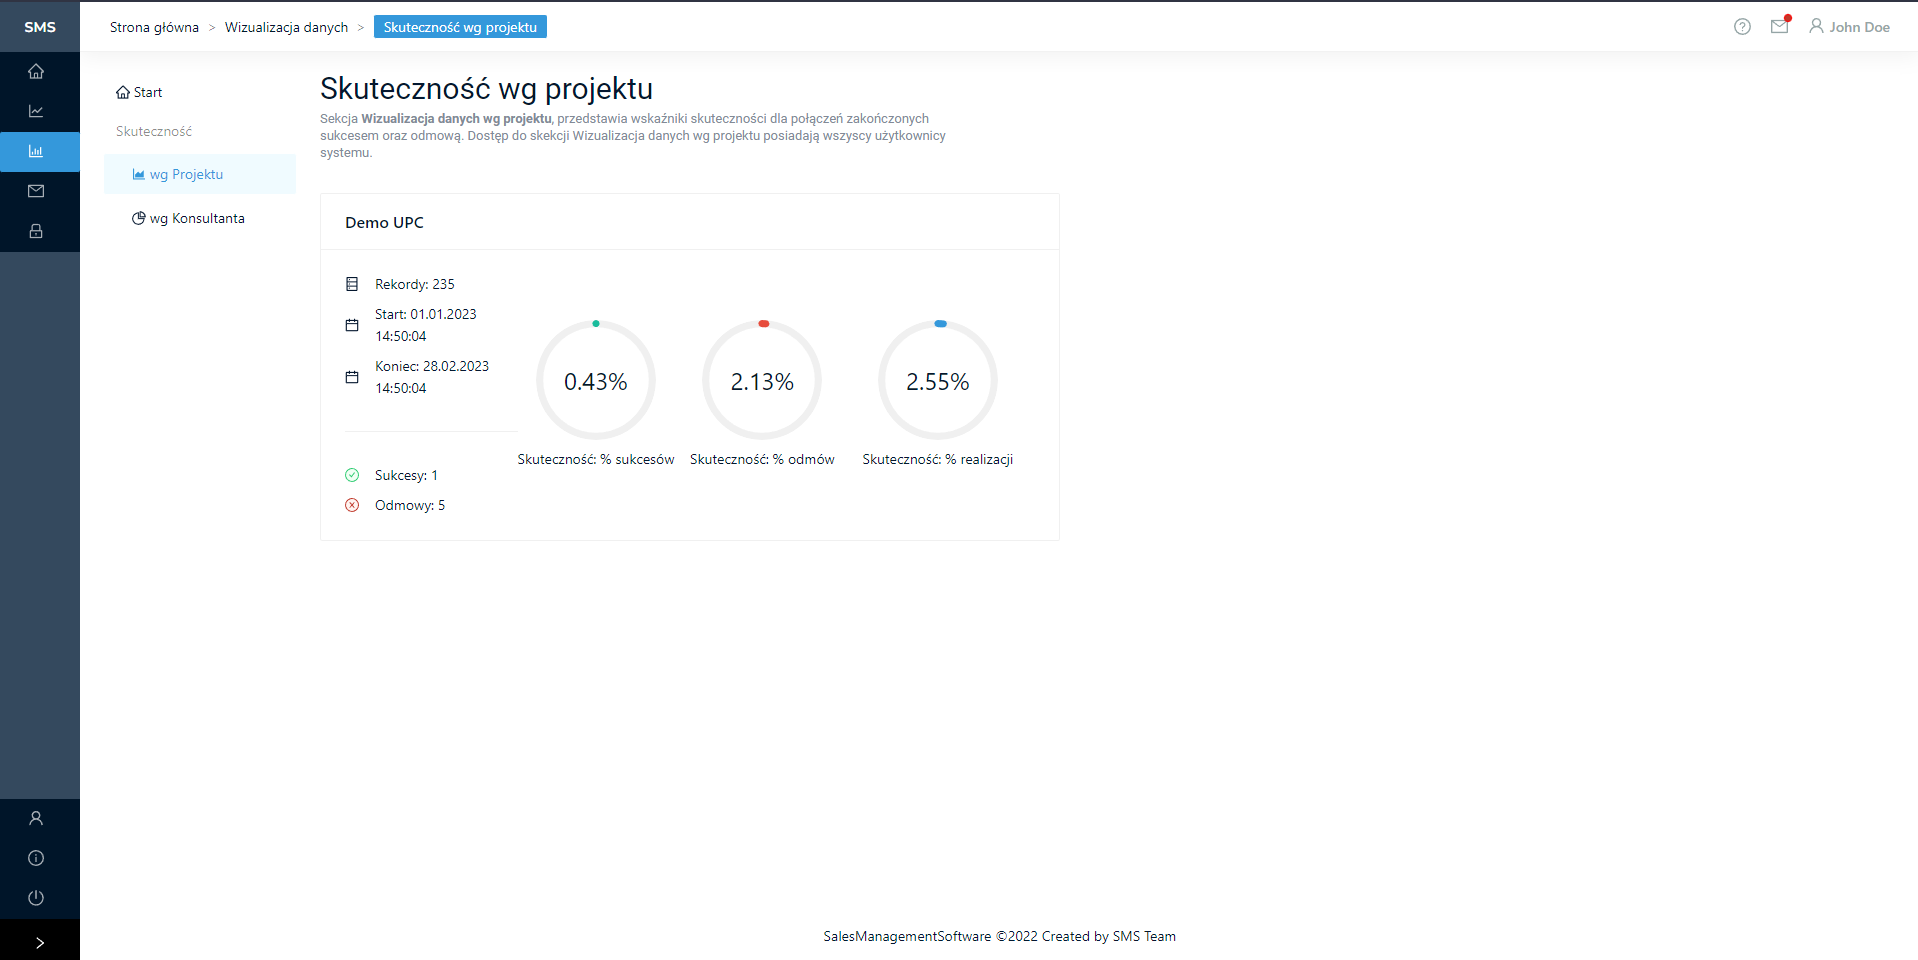 SMS
Strona główna > Wizualizacja danych > Skuteczność wg projektu
John Doe
Start
Skuteczność
wg Projektu
wg Konsultanta
Skuteczność wg projektu
Sekcja Wizualizacja danych wg projektu, przedstawia wskaźniki skuteczności dla połączeń zakończonych
sukcesem oraz odmową. Dostęp do skekcji Wizualizacja danych wg projektu posiadają wszyscy użytkownicy
systemu.
Demo UPC
Rekordy: 235
Start: 01.01.2023
14:50:04
Koniec: 28.02.2023
14:50:04
Sukcesy: 1
Odmowy: 5
0.43%
Skuteczność: % sukcesów
2.13%
Skuteczność: % odmów
2.55%
Skuteczność: % realizacji
SalesManagementSoftware ©2022 Created by SMS Team